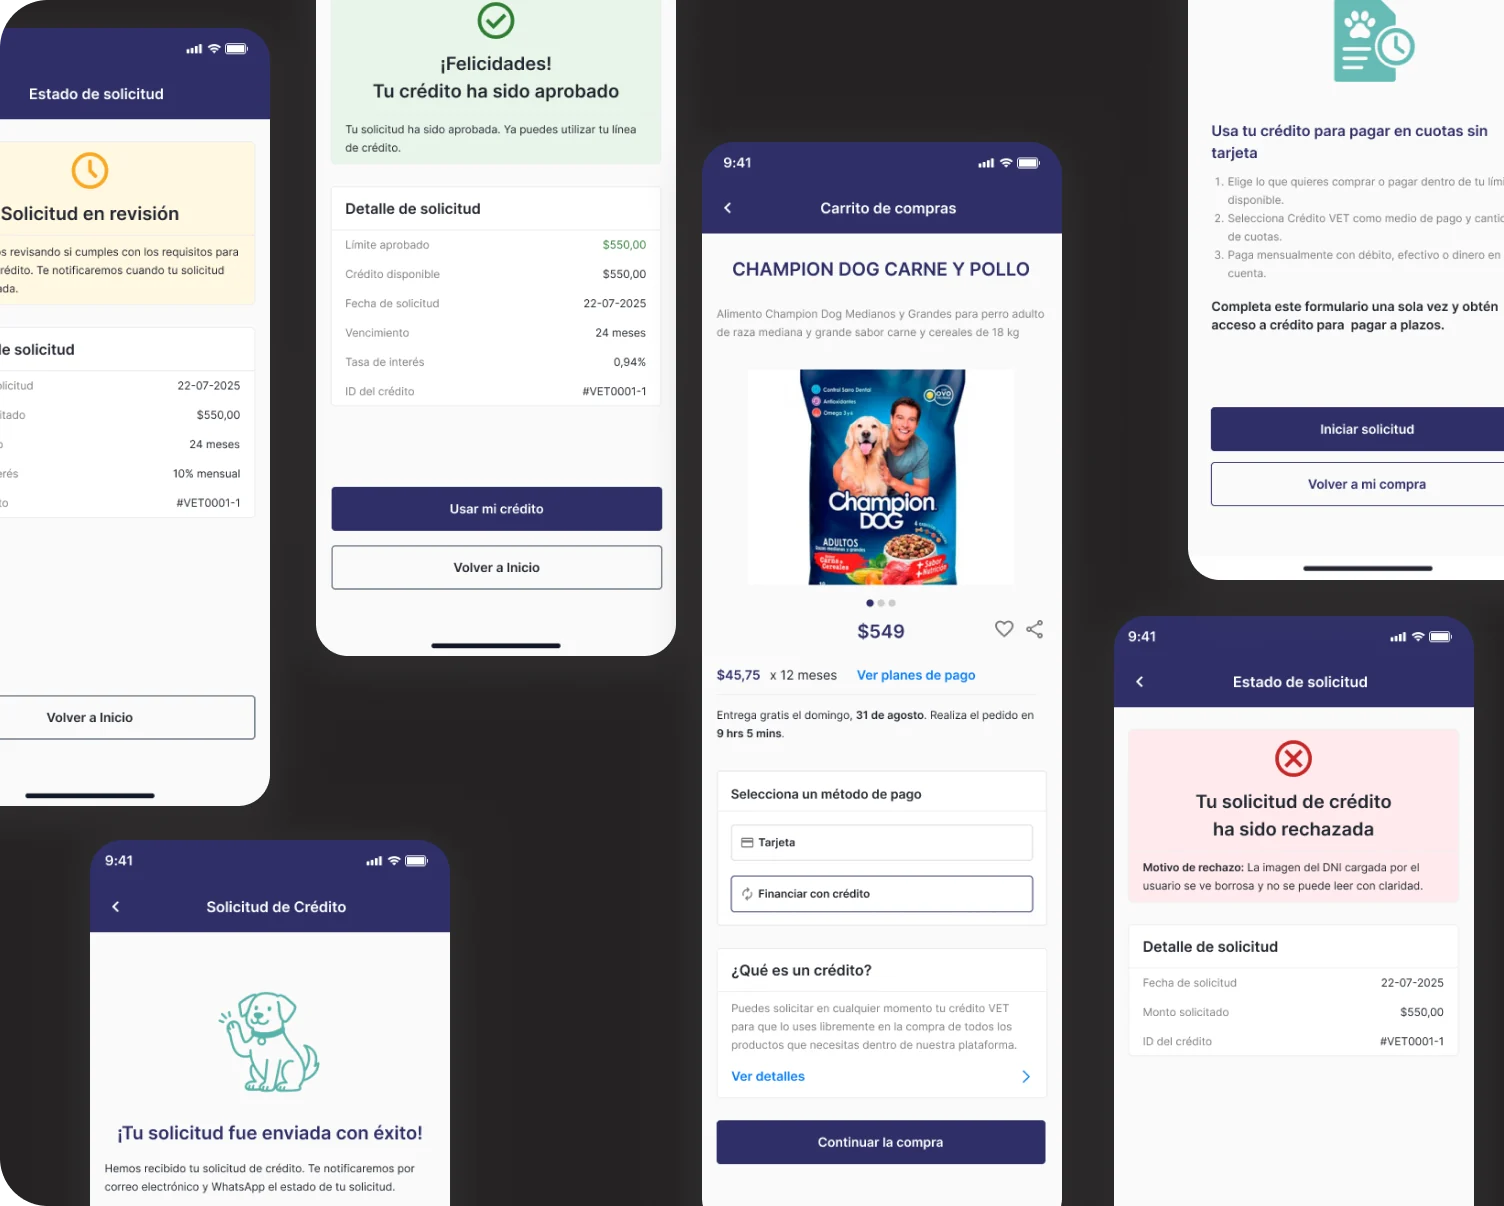 Estado de solicitud
Solicitud en revisión
revisando si cumples con los requisitos para
Te notificaremos cuando tu solicitud
de solicitud
22-07-2025
$550,00
24 meses
10% mensual
#VET0001-1
Volver a Inicio
¡Felicidades!
Tu crédito ha sido aprobado
Tu solicitud ha sido aprobada. Ya puedes utilizar tu línea
de crédito.
Detalle de solicitud
Límite aprobado $550,00
Crédito disponible $550,00
Fecha de solicitud 22-07-2025
Vencimiento 24 meses
Tasa de interés 0,94%
ID del crédito #VET0001-1
Usar mi crédito
Volver a Inicio
9:41
Solicitud de Crédito
¡Tu solicitud fue enviada con éxito!
Hemos recibido tu solicitud de crédito. Te notificaremos por
correo electrónico y WhatsApp el estado de tu solicitud.
9:41
Carrito de compras
CHAMPION DOG CARNE Y POLLO
Alimento Champion Dog Medianos y Grandes para perro adulto
de raza mediana y grande sabor carne y cereales de 18 kg
Control Sarro Dental
Antioxidantes
Omega 3 y 6
Champion
DOG
ADULTOS
Razas medianas y grandes
Carne y
Cereales
+ Sabor
+ Nutrición
$549
$45,75 x 12 meses Ver planes de pago
Entrega gratis el domingo, 31 de agosto. Realiza el pedido en
9 hrs 5 mins.
Selecciona un método de pago
Tarjeta
Financiar con crédito
¿Qué es un crédito?
Puedes solicitar en cualquier momento tu crédito VET
para que lo uses libremente en la compra de todos los
productos que necesitas dentro de nuestra plataforma.
Ver detalles
Continuar la compra
Usa tu crédito para pagar en cuotas sin
tarjeta
1. Elige lo que quieres comprar o pagar dentro de tu
disponible.
2. Selecciona Crédito VET como medio de pago y
de cuotas.
3. Paga mensualmente con débito, efectivo o dinero en
cuenta.
Completa este formulario una sola vez y obtén
acceso a crédito para pagar a plazos.
Iniciar solicitud
Volver a mi compra
9:41
Estado de solicitud
Tu solicitud de crédito
ha sido rechazada
Motivo de rechazo: La imagen del DNI cargada por el
usuario se ve borrosa y no se puede leer con claridad.
Detalle de solicitud
Fecha de solicitud 22-07-2025
Monto solicitado $550,00
ID del crédito #VET0001-1